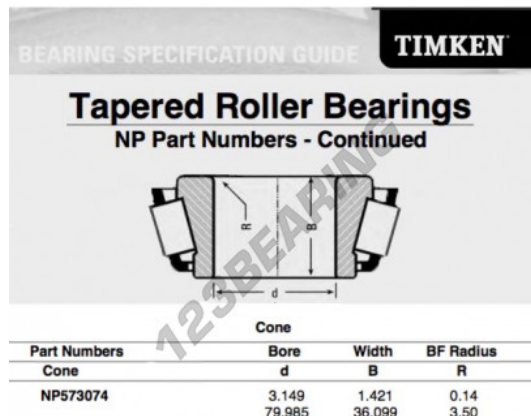 BEARING SPECIFICATION GUIDE
TIMKEN
Tapered Roller Bearings
NP Part Numbers - Continued
R
B
d
123BEARING
Cone
Part Numbers Bore Width BF Radius
Cone d B R
NP573074 3.149 1.421 0.14
79.985 36.099 3.50